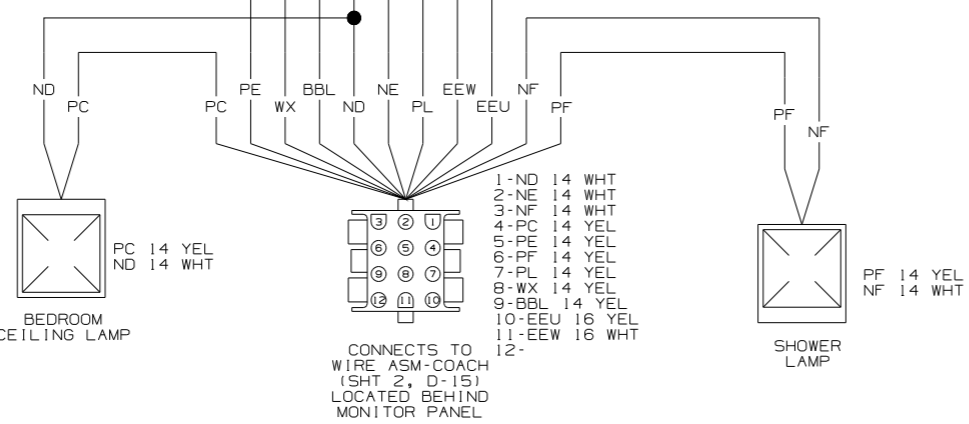 ND
PC
PC
PE
WX
BBL
ND
NE
PL
EEW
EEU
NF
PF
PF
NF
PC 14 YEL
ND 14 WHT
BEDROOM
CEILING LAMP
3 2 1
6 5 4
9 8 7
12 11 10
CONNECTS TO
WIRE ASM-COACH
(SHT 2, D-15)
LOCATED BEHIND
MONITOR PANEL
1-ND 14 WHT
2-NE 14 WHT
3-NF 14 WHT
4-PC 14 YEL
5-PE 14 YEL
6-PF 14 YEL
7-PL 14 YEL
8-WX 14 YEL
9-BBL 14 YEL
10-EEU 16 YEL
11-EEW 16 WHT
12-
PF 14 YEL
NF 14 WHT
SHOWER
LAMP